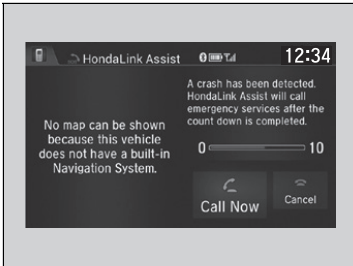 HondaLink Assist
12:34
No map can be shown
because this vehicle
does not have a built-in
Navigation System.
A crash has been detected.
HondaLink Assist will call
emergency services after the
count down is completed.
0
10
Call Now
Cancel